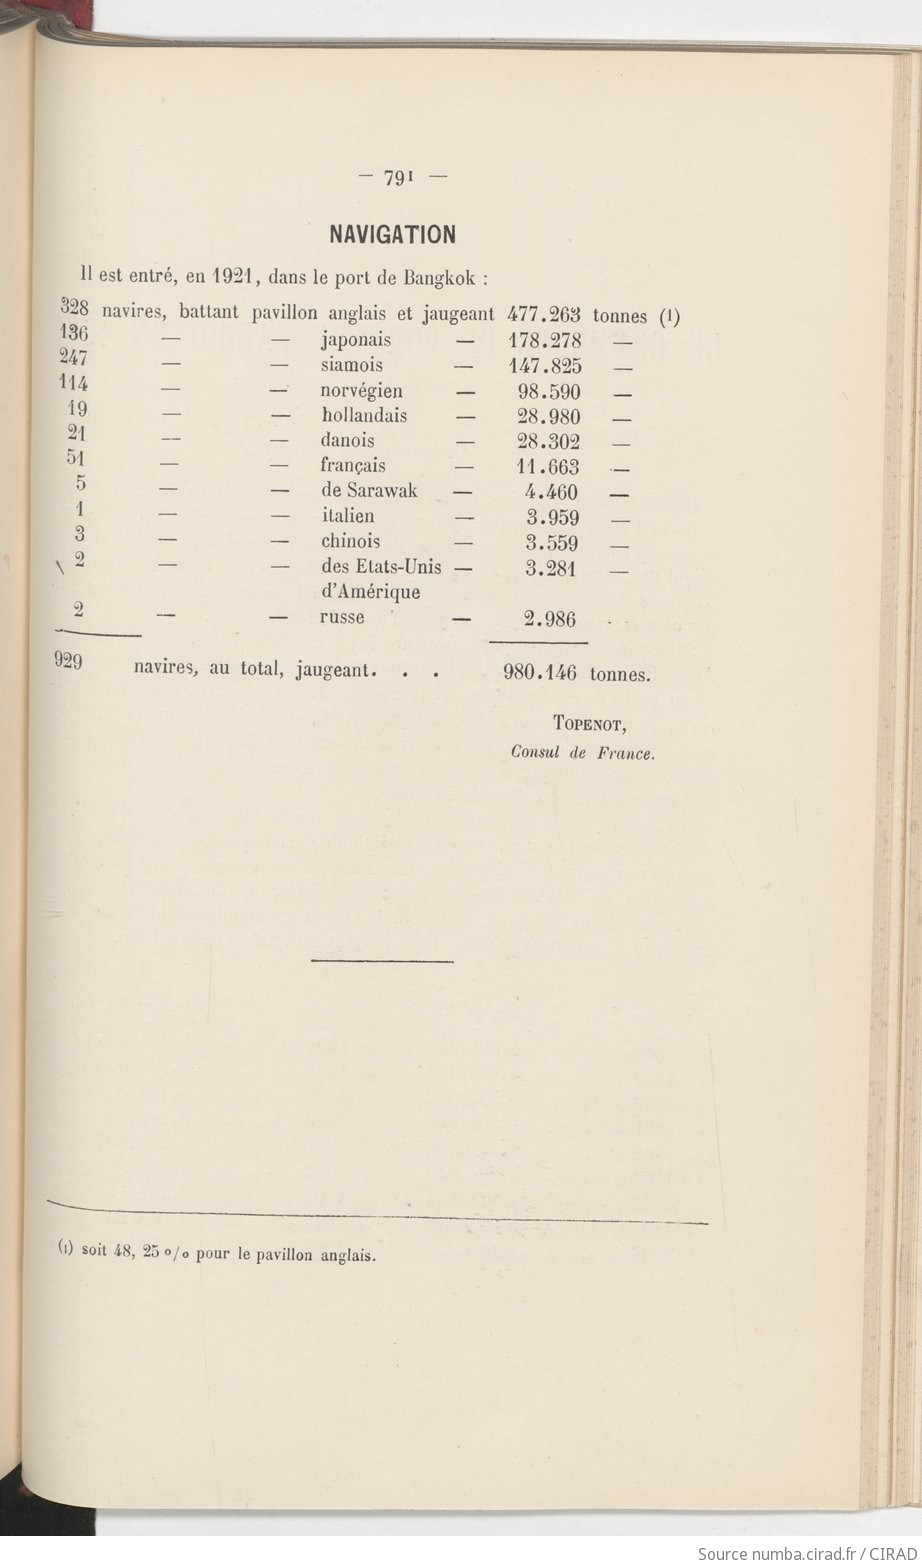 — 791 —
NAVIGATION
Il est entré, en 1921, dans le port de Bangkok :
328 navires, battant pavillon anglais et jaugeant 477.263 tonnes (1)
136 — — japonais — 178.278 —
247 — — siamois — 147.825 —
114 — — norvégien — 98.590 —
19 — — hollandais — 28.980 —
21 — — danois — 28.302 —
51 — — français — 11.663 —
5 — — de Sarawak — 4.460 —
1 — — italien — 3.959 —
3 — — chinois — 3.559 —
2 — — des Etats-Unis — 3.281 —
d'Amérique
2 — — russe — 2.986
929 navires, au total, jaugeant. . . 980.146 tonnes.
TOPENOT,
Consul de France.
(1) soit 48, 25 o/o pour le pavillon anglais.
Source numba.cirad.fr / CIRAD